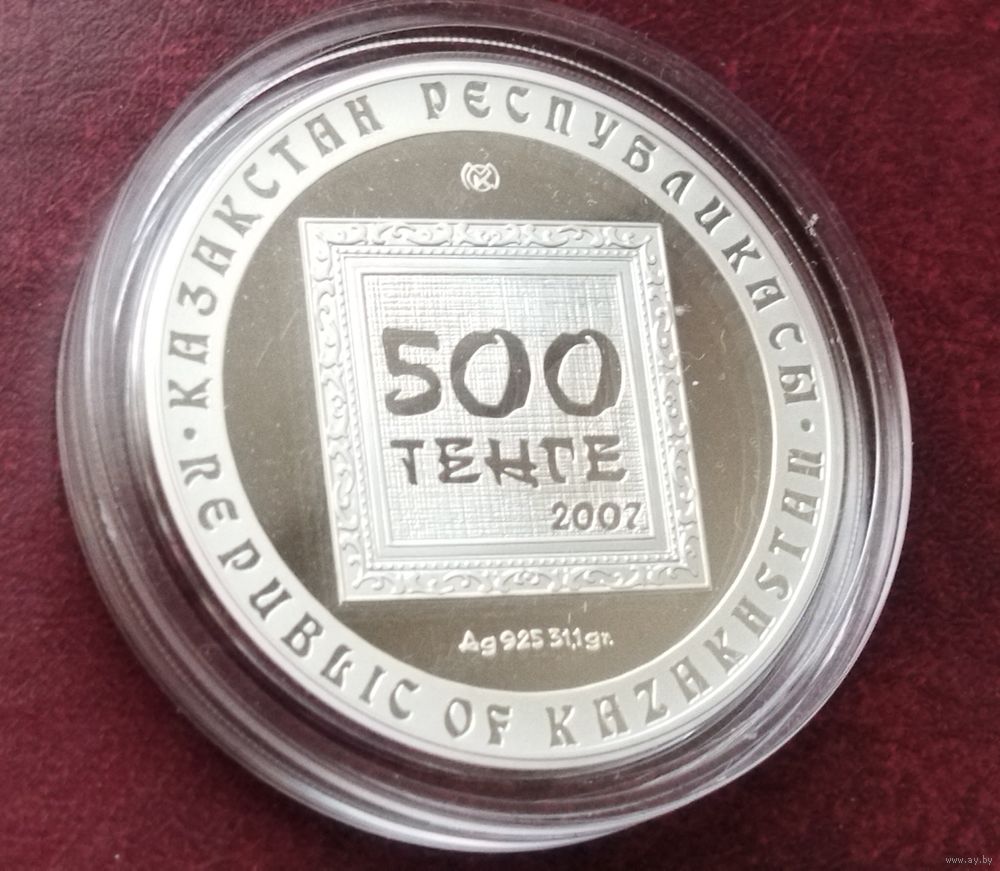 ҚАЗАҚСТАН РЕСПУБЛИКАСЫ
500
ТЕҢГЕ
2007
Ag 925 31,1 gr.
REPUBLIC OF KAZAKHSTAN
www.ay.by